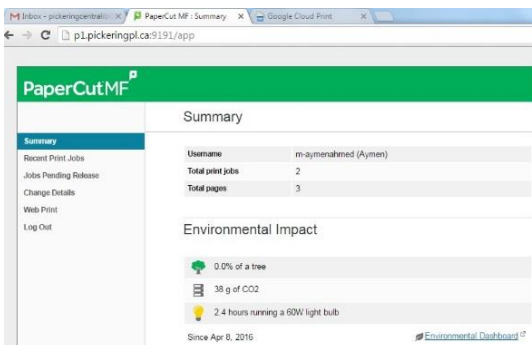 Inbox - pickeringcentrallib
PaperCut MF : Summary
Google Cloud Print
p1.pickeringpl.ca:9191/app
PaperCutMF
Summary
Summary
Recent Print Jobs
Jobs Pending Release
Change Details
Web Print
Log Out
Username m-aymenahmed (Aymen)
Total print jobs 2
Total pages 3
Environmental Impact
0.0% of a tree
38 g of CO2
2.4 hours running a 60W light bulb
Since Apr 8, 2016 Environmental Dashboard